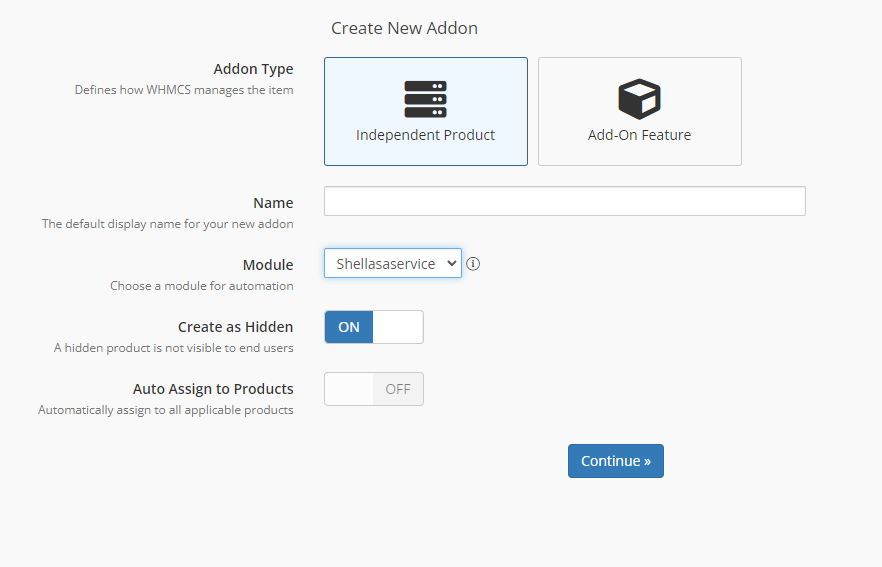 Create New Addon
Addon Type
Defines how WHMCS manages the item
Independent Product
Add-On Feature
Name
The default display name for your new addon
Module
Choose a module for automation
Shellasaservice
Create as Hidden
A hidden product is not visible to end users
ON
Auto Assign to Products
Automatically assign to all applicable products
OFF
Continue »